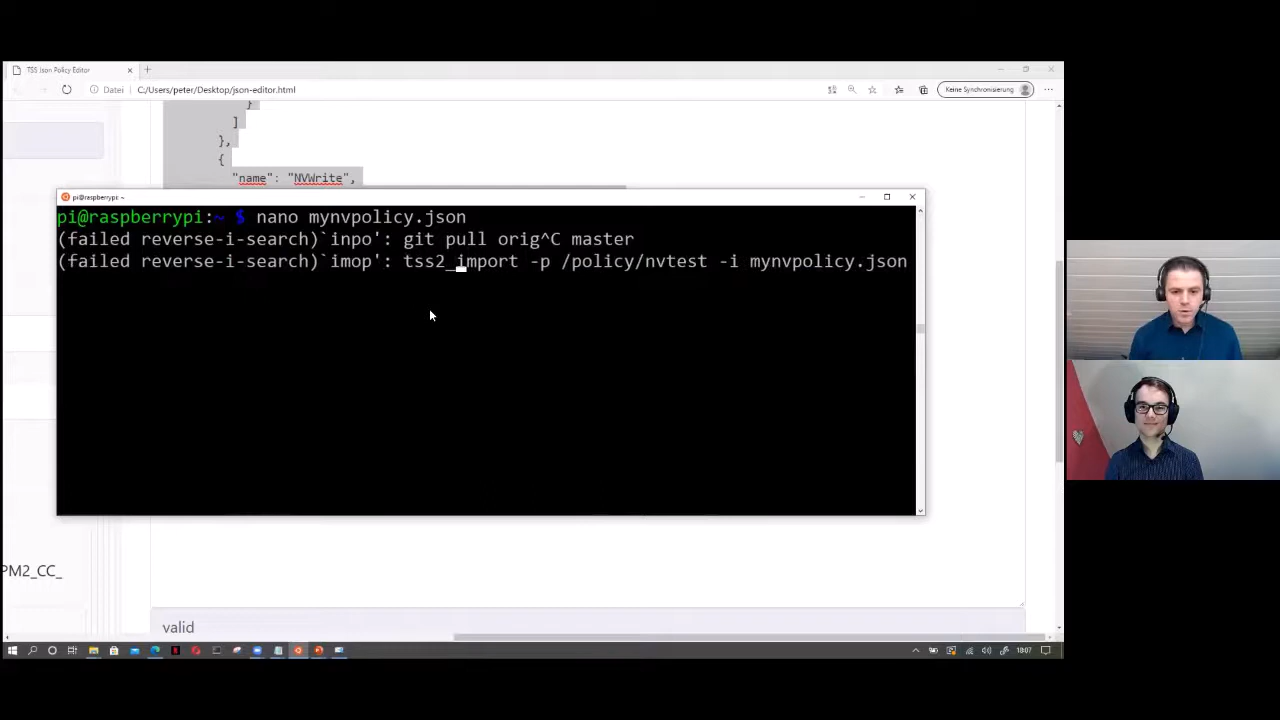 TSS Json Policy Editor
Datei
C:/Users/peter/Desktop/json-editor.html
Keine Synchronisierung
}
]
},
{
"name": "NVWrite",
pi@raspberrypi: ~
pi@raspberrypi:~ $ nano mynvpolicy.json
(failed reverse-i-search)`inpo': git pull orig^C master
(failed reverse-i-search)`imop': tss2_import -p /policy/nvtest -i mynvpolicy.json
PM2_CC_
valid
18:07